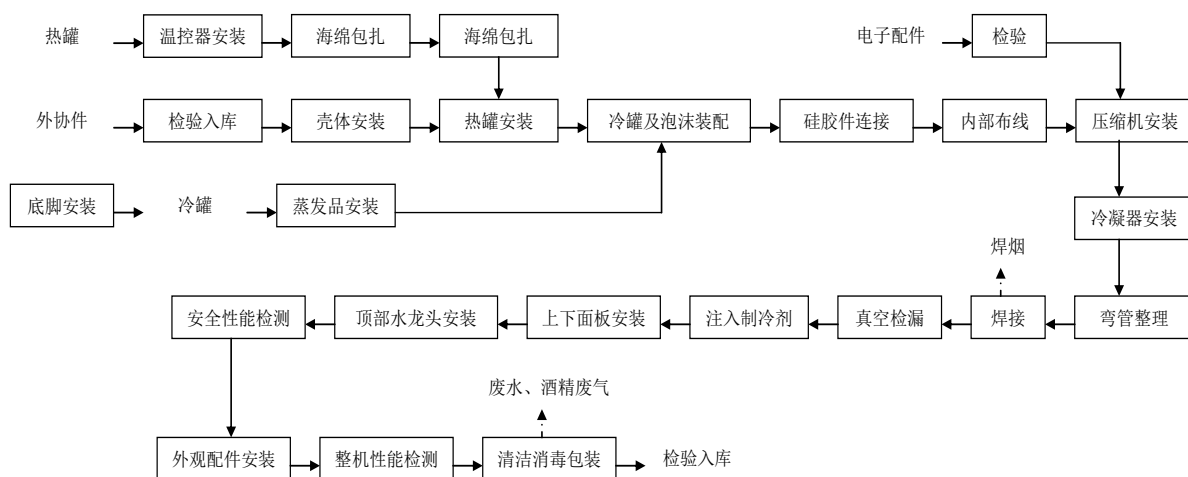 热罐
温控器安装
海绵包扎
海绵包扎
电子配件
检验
外协件
检验入库
壳体安装
热罐安装
冷罐及泡沫装配
硅胶件连接
内部布线
压缩机安装
底脚安装
冷罐
蒸发品安装
冷凝器安装
焊烟
安全性能检测
顶部水龙头安装
上下面板安装
注入制冷剂
真空检漏
焊接
弯管整理
废水、酒精废气
外观配件安装
整机性能检测
清洁消毒包装
检验入库